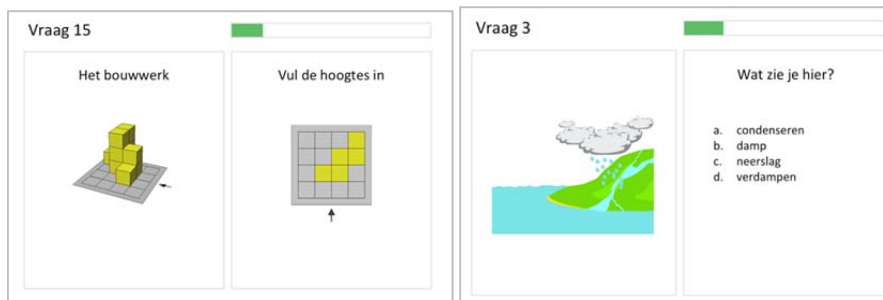 Vraag 15
Het bouwwerk
Vul de hoogtes in
Vraag 3
Wat zie je hier?
a. condenseren
b. damp
c. neerslag
d. verdampen